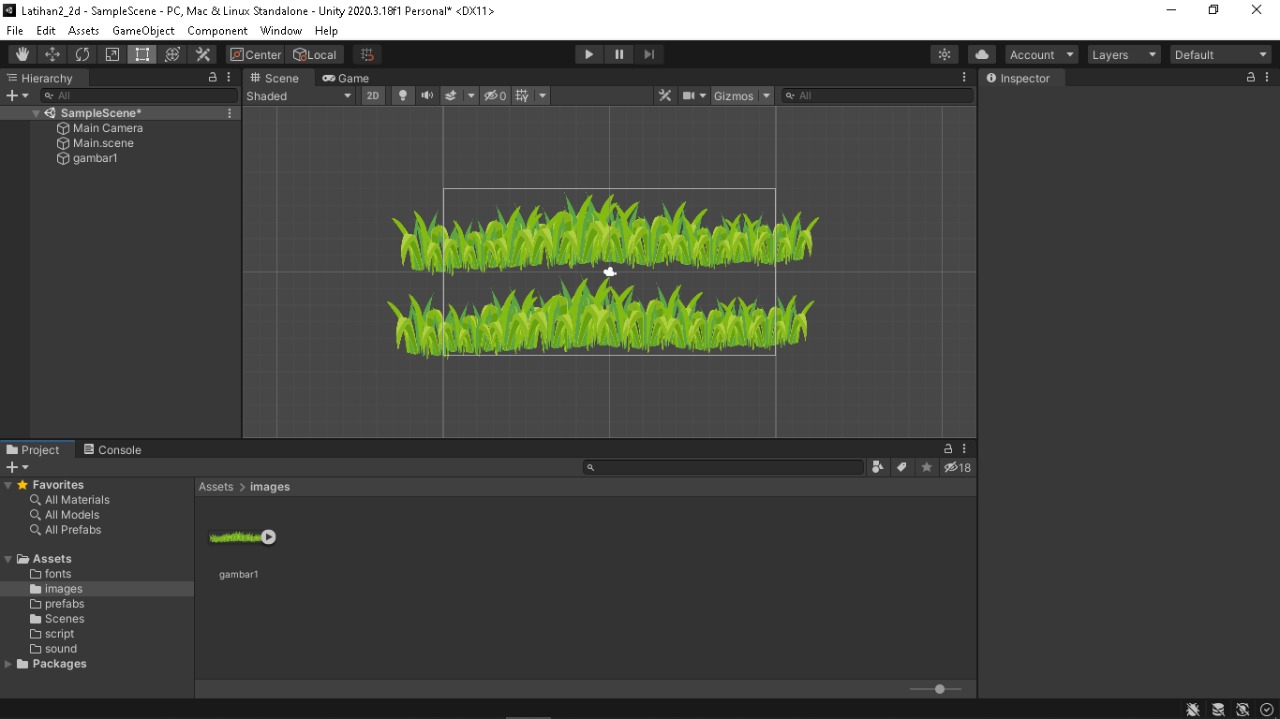 Latihan2_2d - SampleScene - PC, Mac & Linux Standalone - Unity 2020.3.18f1 Personal* <DX11>
File Edit Assets GameObject Component Window Help
Center Local Account Layers Default
Hierarchy Scene Game Inspector
All Shaded 2D 0 Gizmos All
SampleScene*
Main Camera
Main.scene
gambar1
Project Console
18
Favorites Assets > images
All Materials
All Models
All Prefabs
Assets
fonts gambar1
images
prefabs
Scenes
script
sound
Packages